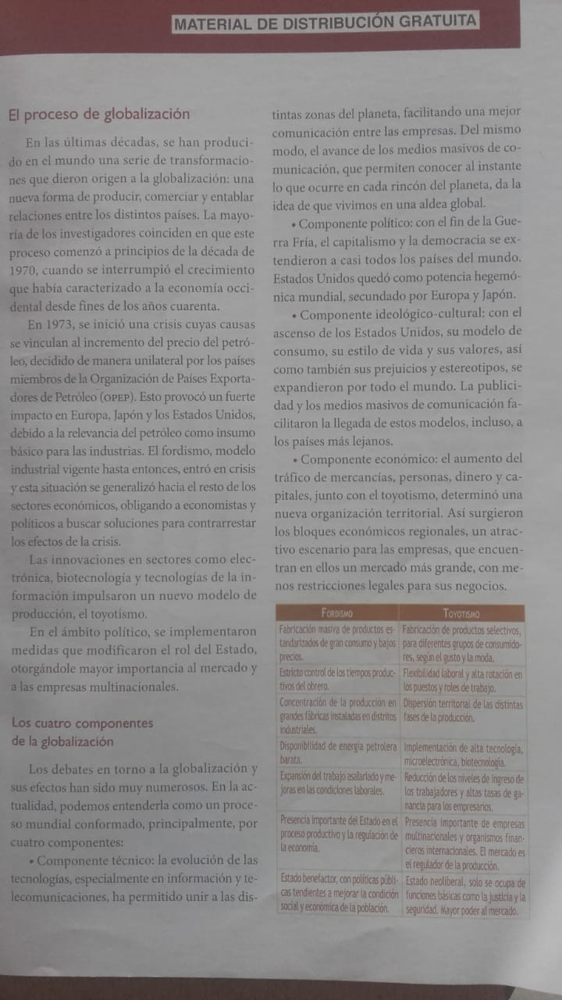 MATERIAL DE DISTRIBUCIÓN GRATUITA
El proceso de globalización
En las últimas décadas, se han produci-
do en el mundo una serie de transformacio-
nes que dieron origen a la globalización: una
nueva forma de producir, comerciar y entablar
relaciones entre los distintos países. La mayo-
ría de los investigadores coinciden en que este
proceso comenzó a principios de la década de
1970, cuando se interrumpió el crecimiento
que había caracterizado a la economía occi-
dental desde fines de los años cuarenta.
En 1973, se inició una crisis cuyas causas
se vinculan al incremento del precio del petró-
leo, decidido de manera unilateral por los países
miembros de la Organización de Países Exporta-
dores de Petróleo (OPEP). Esto provocó un fuerte
impacto en Europa, Japón y los Estados Unidos,
debido a la relevancia del petróleo como insumo
básico para las industrias. El fordismo, modelo
industrial vigente hasta entonces, entró en crisis
y esta situación se generalizó hacia el resto de los
sectores económicos, obligando a economistas y
políticos a buscar soluciones para contrarrestar
los efectos de la crisis.
Las innovaciones en sectores como elec-
trónica, biotecnología y tecnologías de la in-
formación impulsaron un nuevo modelo de
producción, el toyotismo.
En el ámbito político, se implementaron
medidas que modificaron el rol del Estado,
otorgándole mayor importancia al mercado y
a las empresas multinacionales.
Los cuatro componentes
de la globalización
Los debates en torno a la globalización y
sus efectos han sido muy numerosos. En la ac-
tualidad, podemos entenderla como un proce-
so mundial conformado, principalmente, por
cuatro componentes:
• Componente técnico: la evolución de las
tecnologías, especialmente en información y te-
lecomunicaciones, ha permitido unir a las dis-
tintas zonas del planeta, facilitando una mejor
comunicación entre las empresas. Del mismo
modo, el avance de los medios masivos de co-
municación, que permiten conocer al instante
lo que ocurre en cada rincón del planeta, da la
idea de que vivimos en una aldea global.
• Componente político: con el fin de la Gue-
rra Fría, el capitalismo y la democracia se ex-
tendieron a casi todos los países del mundo.
Estados Unidos quedó como potencia hegemó-
nica mundial, secundado por Europa y Japón.
• Componente ideológico-cultural: con el
ascenso de los Estados Unidos, su modelo de
consumo, su estilo de vida y sus valores, así
como también sus prejuicios y estereotipos, se
expandieron por todo el mundo. La publici-
dad y los medios masivos de comunicación fa-
cilitaron la llegada de estos modelos, incluso, a
los países más lejanos.
• Componente económico: el aumento del
tráfico de mercancías, personas, dinero y ca-
pitales, junto con el toyotismo, determinó una
nueva organización territorial. Así surgieron
los bloques económicos regionales, un atrac-
tivo escenario para las empresas, que encuen-
tran en ellos un mercado más grande, con me-
nos restricciones legales para sus negocios.
FORDISMO
TOYOTISMO
Fabricación masiva de productos es-
tandarizados de gran consumo y bajos
precios.
Fabricación de productos selectivos,
para diferentes grupos de consumido-
res, según el gusto y la moda.
Estricto control de los tiempos produc-
tivos del obrero.
Flexibilidad laboral y alta rotación en
los puestos y roles de trabajo.
Concentración de la producción en
grandes fábricas instaladas en distritos
industriales.
Dispersión territorial de las distintas
fases de la producción.
Disponibilidad de energía petrolera
barata.
Implementación de alta tecnología,
microelectrónica, biotecnología.
Expansión del trabajo asalariado y me-
joras en las condiciones laborales.
Reducción de los niveles de ingreso de
los trabajadores y altas tasas de ga-
nancia para los empresarios.
Presencia importante del Estado en el
proceso productivo y la regulación de
la economía.
Presencia importante de empresas
multinacionales y organismos finan-
cieros internacionales. El mercado es
el regulador de la producción.
Estado benefactor, con políticas públi-
cas tendientes a mejorar la condición
social y económica de la población.
Estado neoliberal, solo se ocupa de
funciones básicas como la justicia y la
seguridad. Mayor poder al mercado.